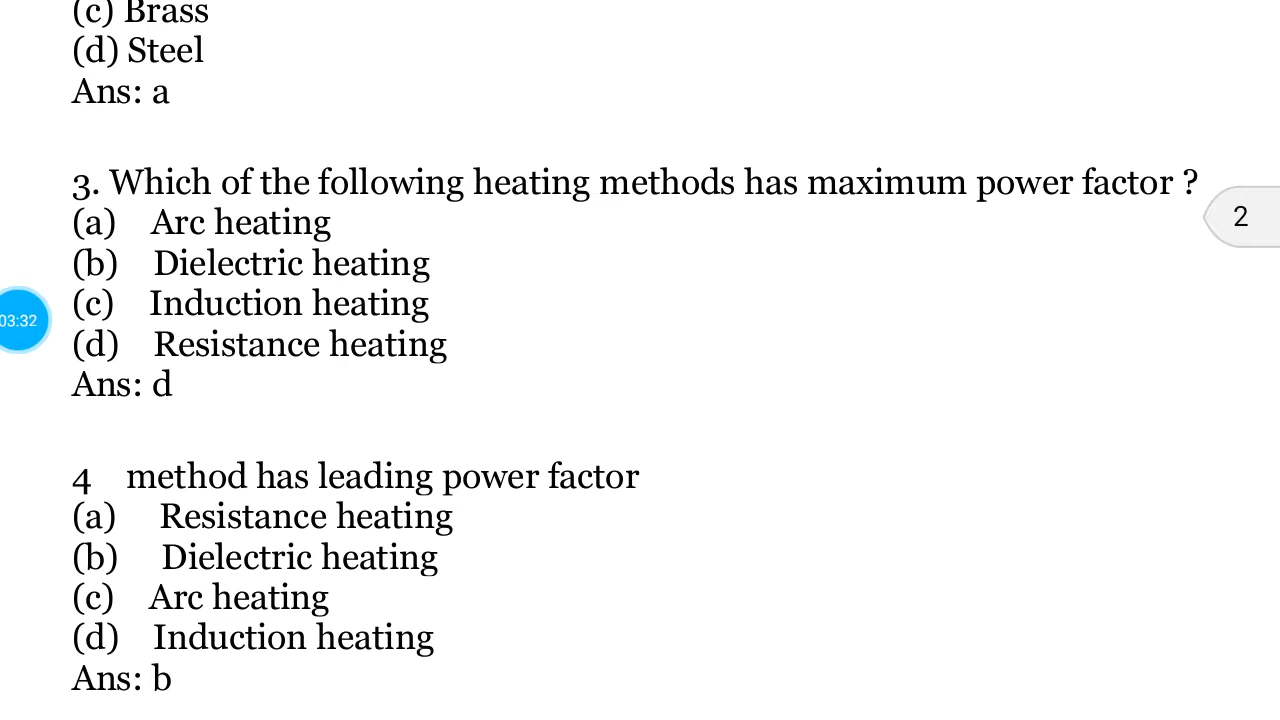 (c) Brass
(d) Steel
Ans: a
3. Which of the following heating methods has maximum power factor ?
(a) Arc heating
(b) Dielectric heating
(c) Induction heating
(d) Resistance heating
Ans: d
2
03:32
4 method has leading power factor
(a) Resistance heating
(b) Dielectric heating
(c) Arc heating
(d) Induction heating
Ans: b